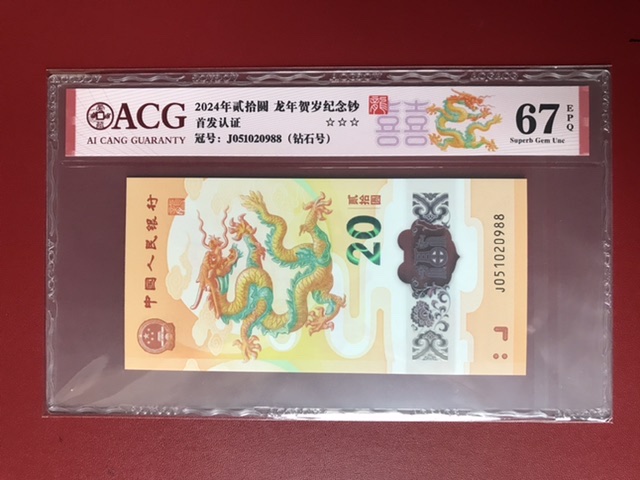 ACG
AI CANG GUARANTY
2024年贰拾圆 龙年贺岁纪念钞
首发认证 ☆☆☆
冠号: J051020988 (钻石号)
龍
囍
67
EPQ
Superb Gem Unc
中国人民银行
贰拾圆
20
J051020988